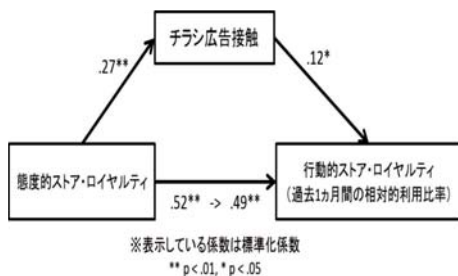 チラシ広告接触
.27**
.12*
態度的ストア・ロイヤルティ
行動的ストア・ロイヤルティ
(過去1ヵ月間の相対的利用比率)
.52** -> .49**
※表示している係数は標準化係数
** p < .01, * p < .05